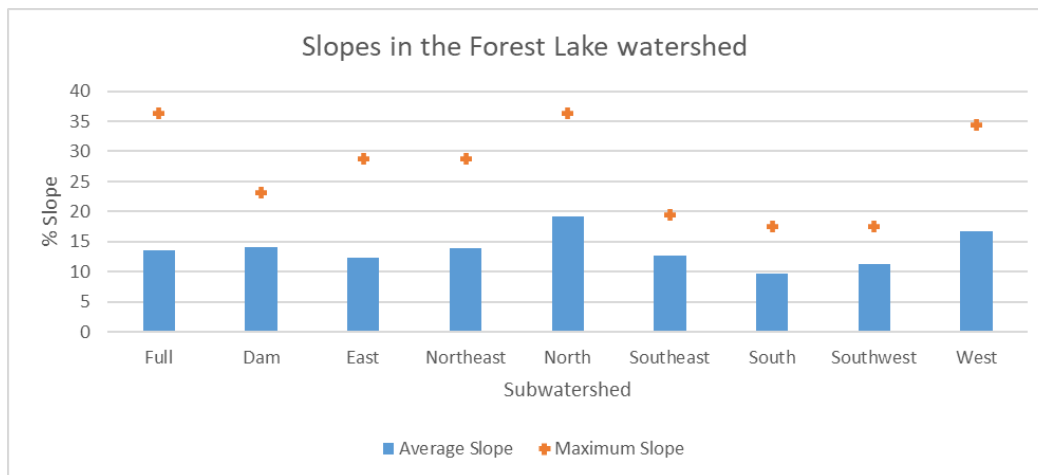 Slopes in the Forest Lake watershed
40
35
30
25
20
15
10
5
0
% Slope
Full Dam East Northeast North Southeast South Southwest West
Subwatershed
Average Slope Maximum Slope